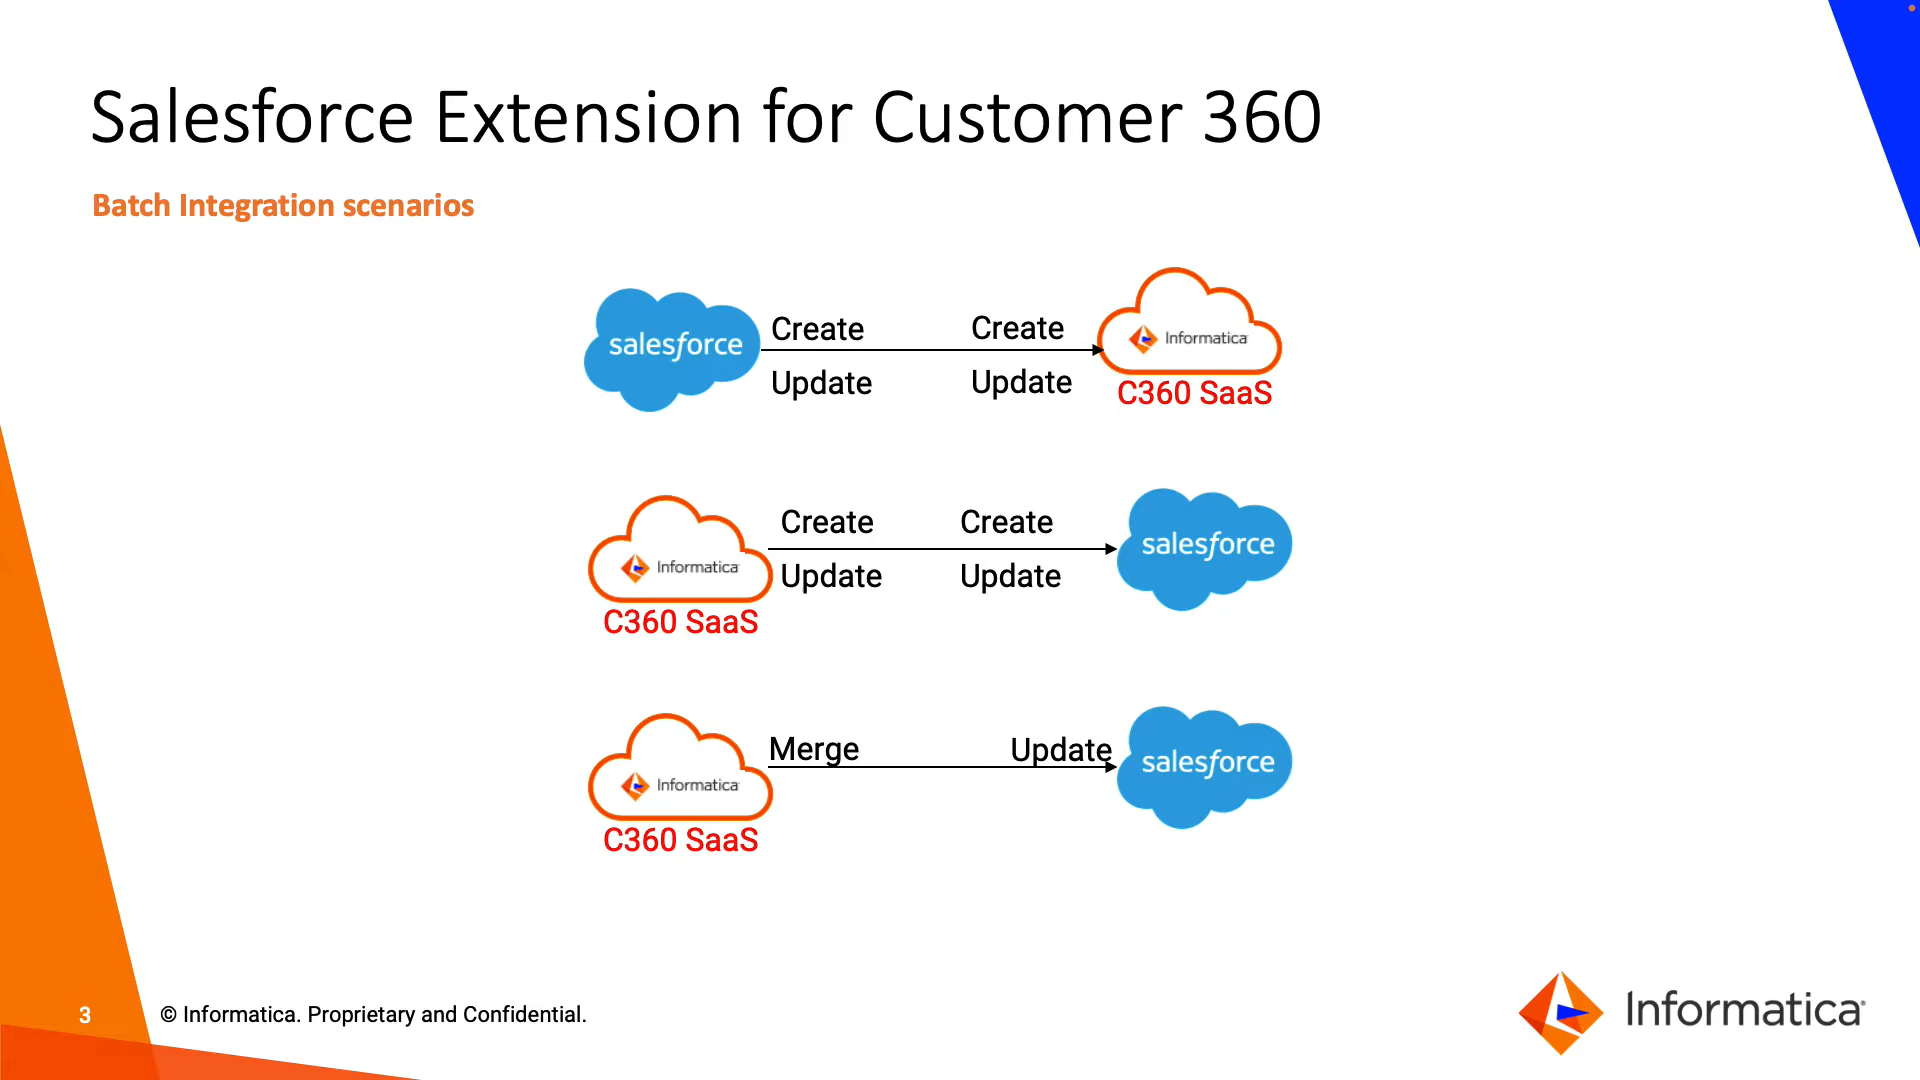 Salesforce Extension for Customer 360
Batch Integration scenarios
salesforce
Create
Create
Update
Update
Informatica
C360 SaaS
Informatica
C360 SaaS
Create
Create
Update
Update
salesforce
Informatica
C360 SaaS
Merge
Update
salesforce
3
© Informatica. Proprietary and Confidential.
Informatica®